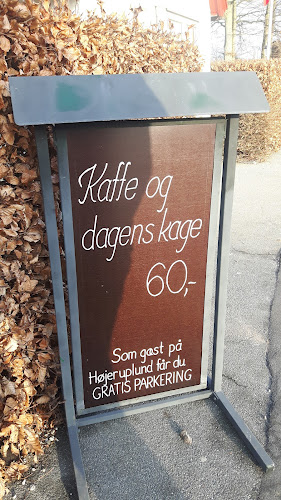 Kaffe og
dagens kage
60,-
Som gæst på
Højeruplund får du
GRATIS PARKERING